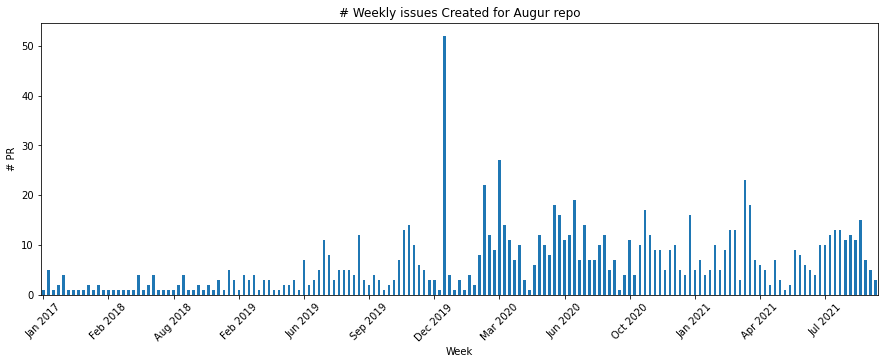 # Weekly issues Created for Augur repo
# PR
50
40
30
20
10
0
Jan 2017
Feb 2018
Aug 2018
Feb 2019
Jun 2019
Sep 2019
Dec 2019
Mar 2020
Jun 2020
Oct 2020
Jan 2021
Apr 2021
Jul 2021
Week